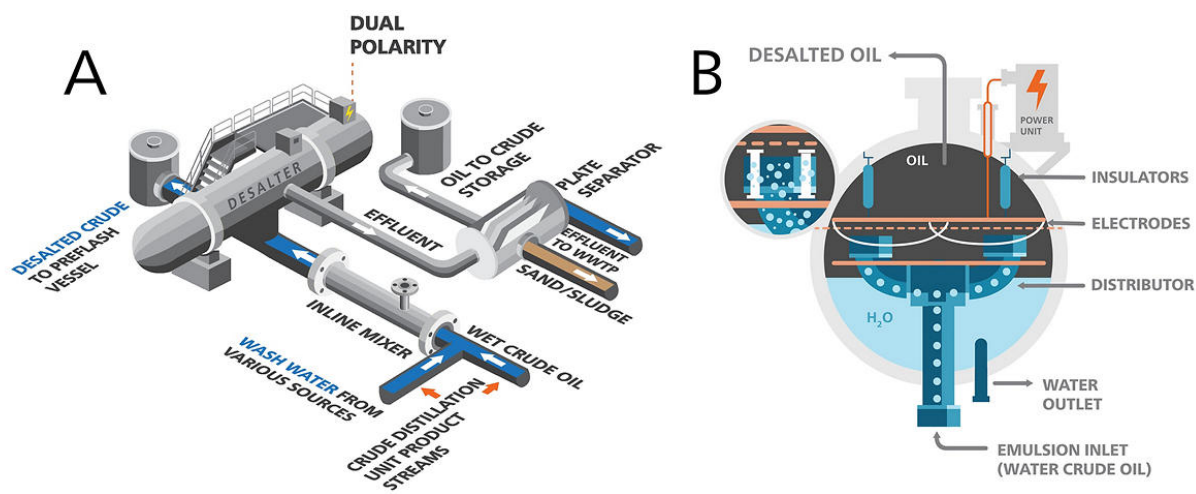 A
DUAL
POLARITY
DESALTER
DESALTED CRUDE
TO PREFLASH
VESSEL
OIL TO CRUDE
STORAGE
EFFLUENT
PLATE
SEPARATOR
EFFLUENT
TO WWTP
SAND/SLUDGE
INLINE MIXER
WET CRUDE OIL
WASH WATER FROM
VARIOUS SOURCES
CRUDE DISTILLATION
UNIT PRODUCT
STREAMS
B
DESALTED OIL
POWER
UNIT
OIL
INSULATORS
ELECTRODES
DISTRIBUTOR
H₂O
WATER
OUTLET
EMULSION INLET
(WATER CRUDE OIL)